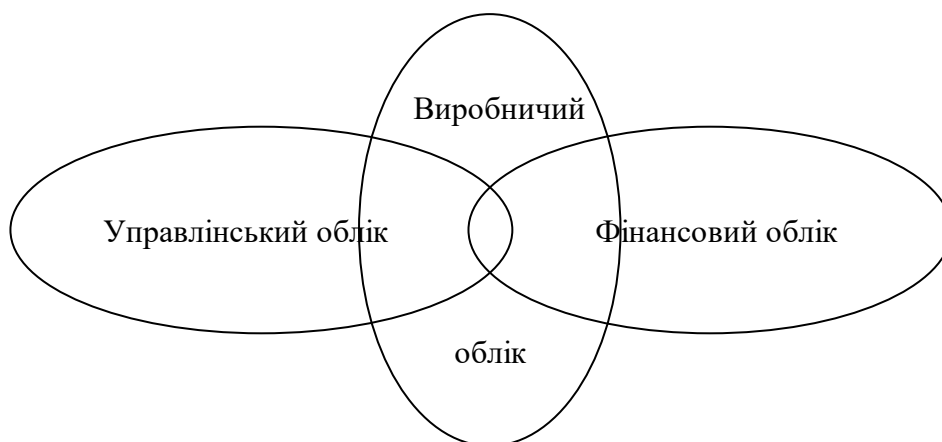 Виробничий
Управлінський облік
Фінансовий облік
облік